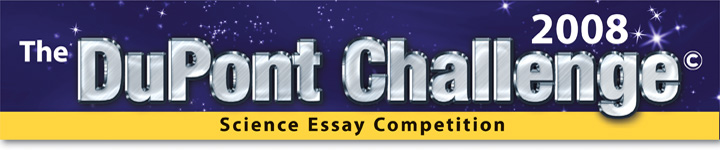 2008
The DuPont Challenge©
Science Essay Competition